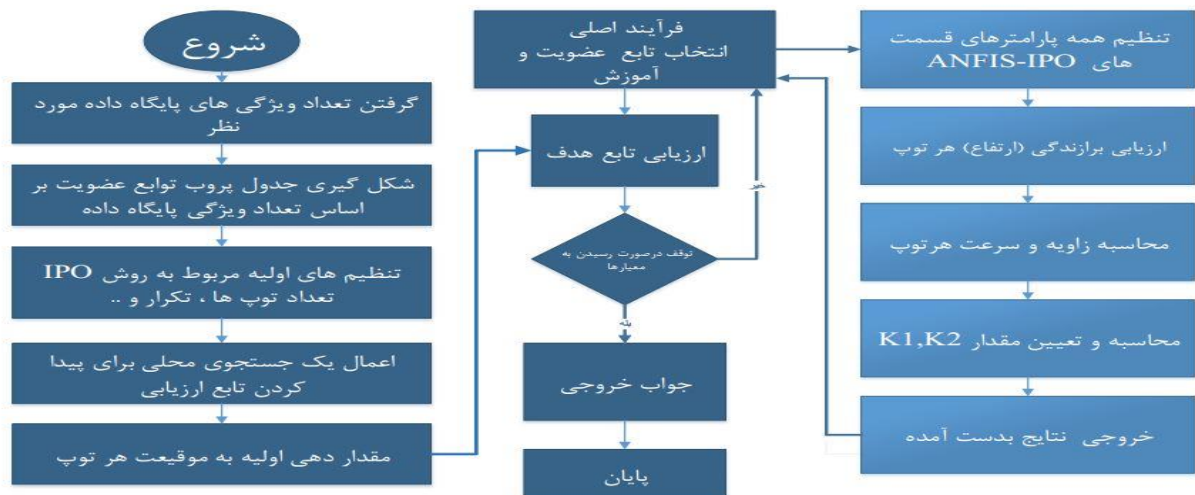 شروع
گرفتن تعداد ویژگی های پایگاه داده مورد
نظر
شکل گیری جدول پروب توابع عضویت بر
اساس تعداد ویژگی پایگاه داده
تنظیم های اولیه مربوط به روش IPO
تعداد توپ ها ، تکرار و ..
اعمال یک جستجوی محلی برای پیدا
کردن تابع ارزیابی
مقدار دهی اولیه به موقیعت هر توپ
فرآیند اصلی
انتخاب تابع عضویت و
آموزش
ارزیابی تابع هدف
توقف درصورت رسیدن به
معیارها
خیر
بله
جواب خروجی
پایان
تنظیم همه پارامترهای قسمت
های ANFIS-IPO
ارزیابی برازندگی (ارتفاع) هر توپ
محاسبه زاویه و سرعت هرتوپ
محاسبه و تعیین مقدار K1,K2
خروجی نتایج بدست آمده